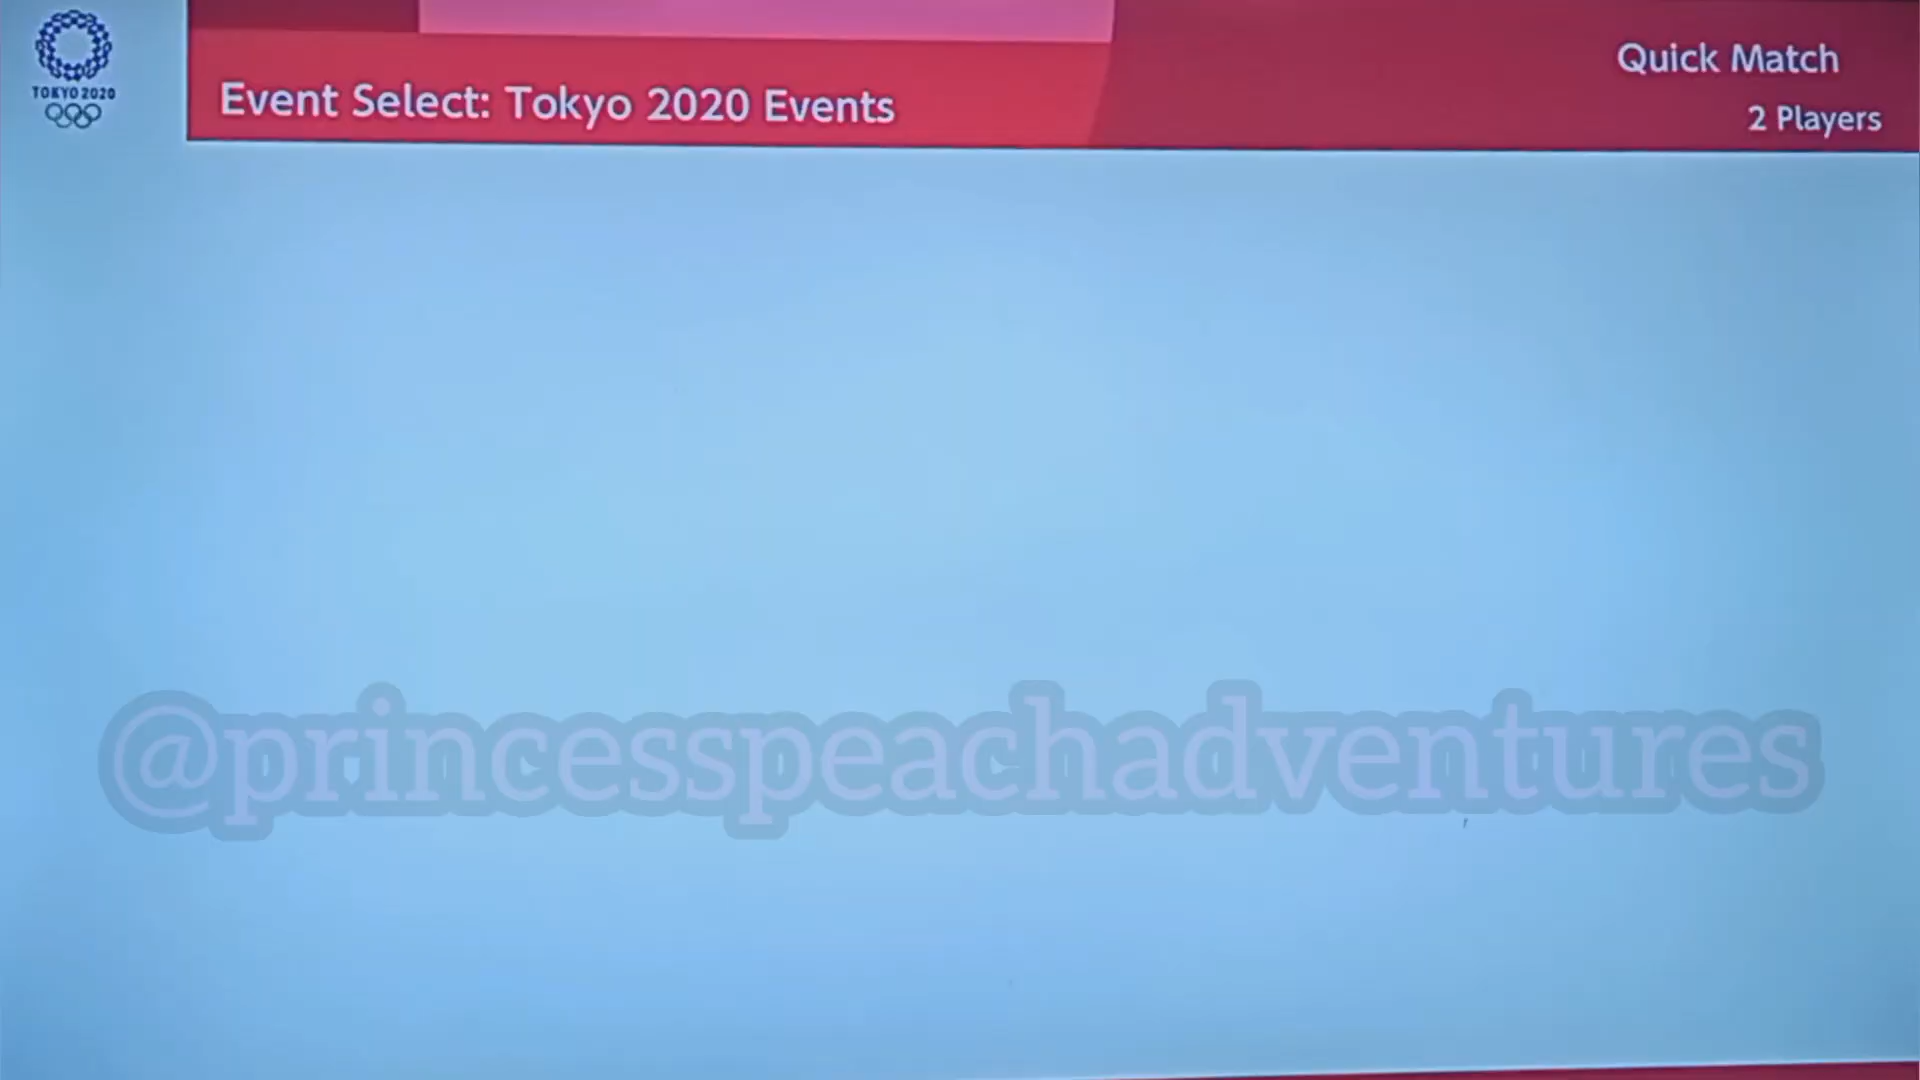 TOKYO 2020
Event Select: Tokyo 2020 Events
Quick Match
2 Players
@princesspeachadventures